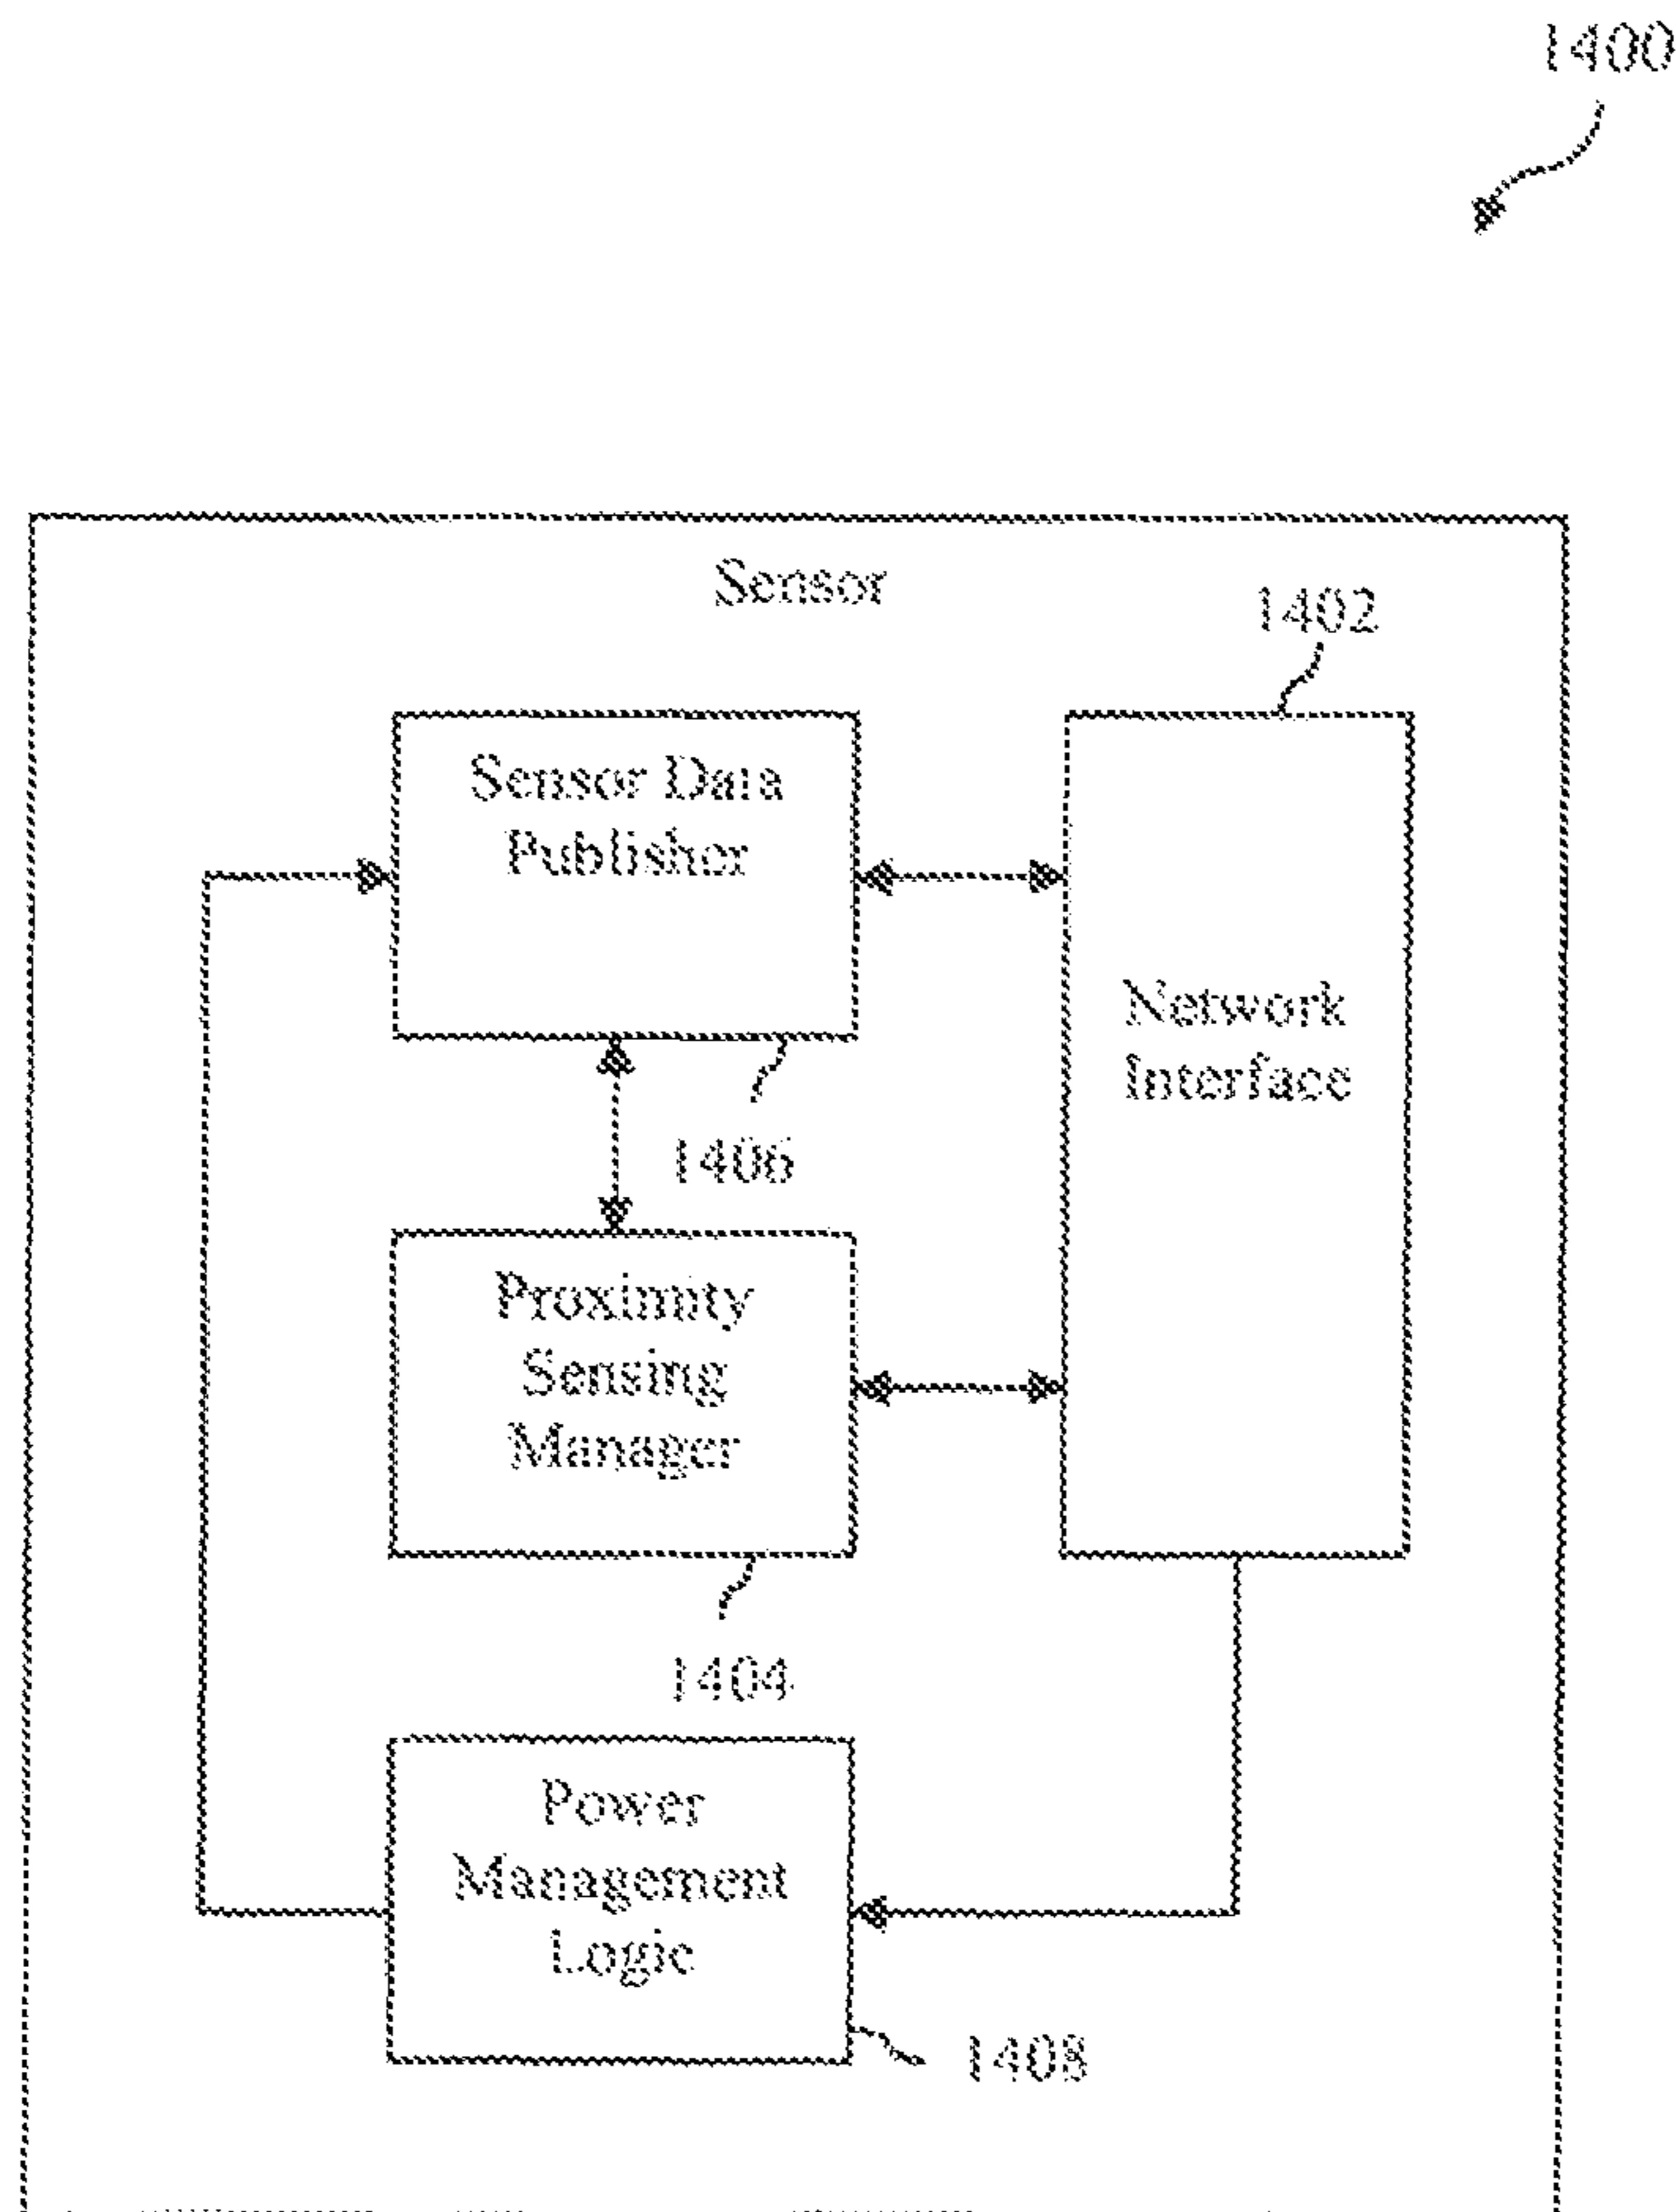 1400
Sensor
1402
Sensor Data
Publisher
Network
Interface
1406
Proximity
Sensing
Manager
1404
Power
Management
Logic
1408